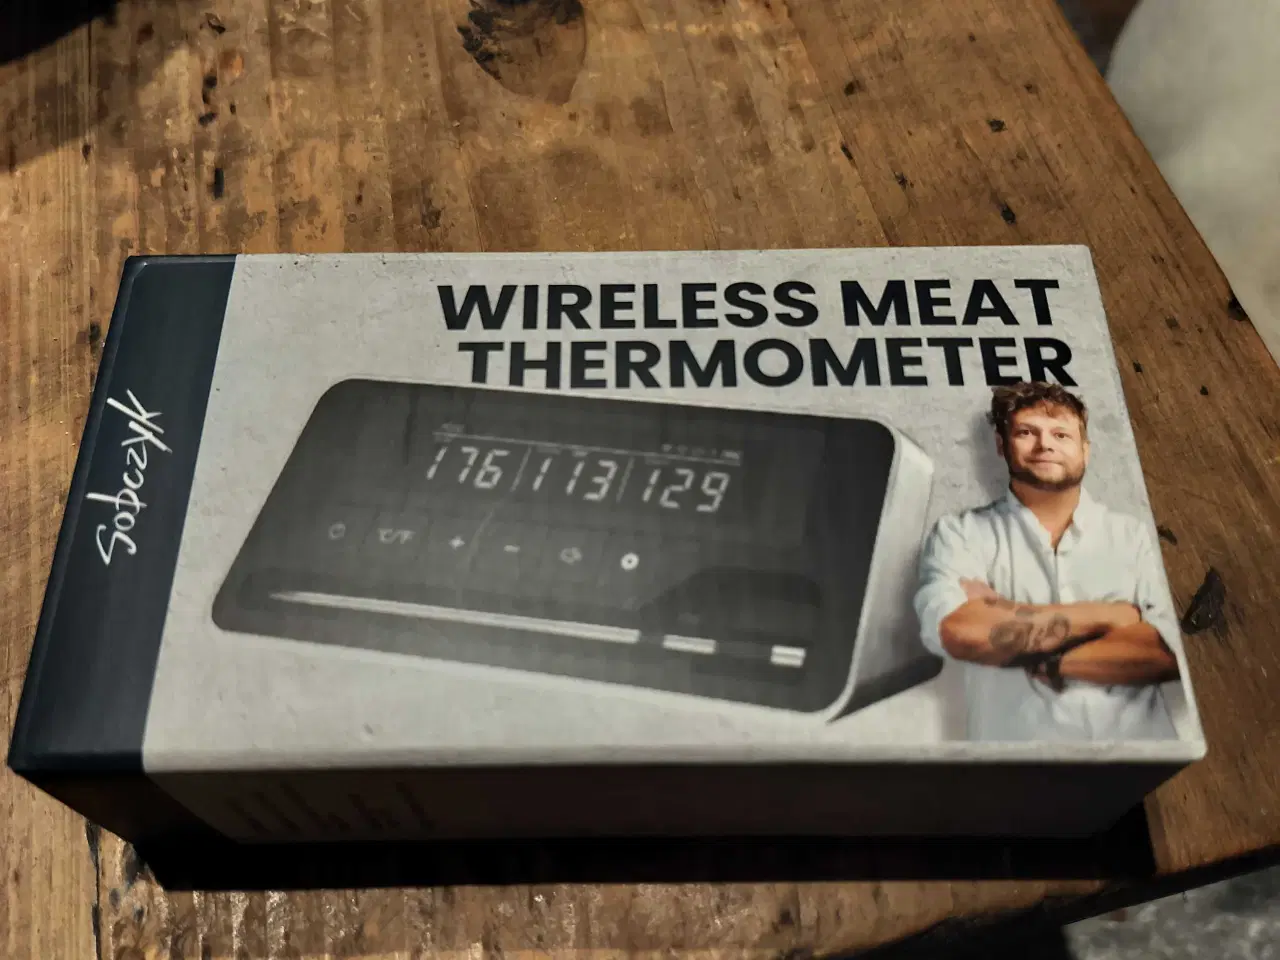 WIRELESS MEAT
THERMOMETER
Sobczyk
176 113 129
°C/°F
+ −